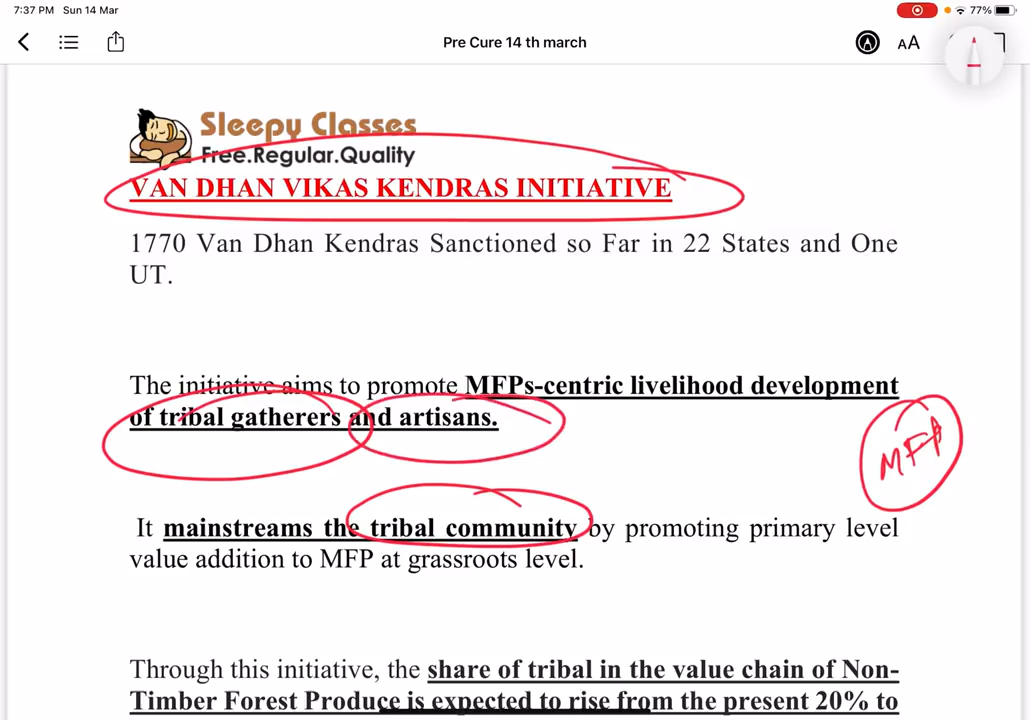 7:37 PM Sun 14 Mar
77%
Pre Cure 14 th march
AA
Sleepy Classes
Free.Regular.Quality
VAN DHAN VIKAS KENDRAS INITIATIVE
1770 Van Dhan Kendras Sanctioned so Far in 22 States and One
UT.
The initiative aims to promote MFPs-centric livelihood development
of tribal gatherers and artisans.
MFP
It mainstreams the tribal community by promoting primary level
value addition to MFP at grassroots level.
Through this initiative, the share of tribal in the value chain of Non-
Timber Forest Produce is expected to rise from the present 20% to